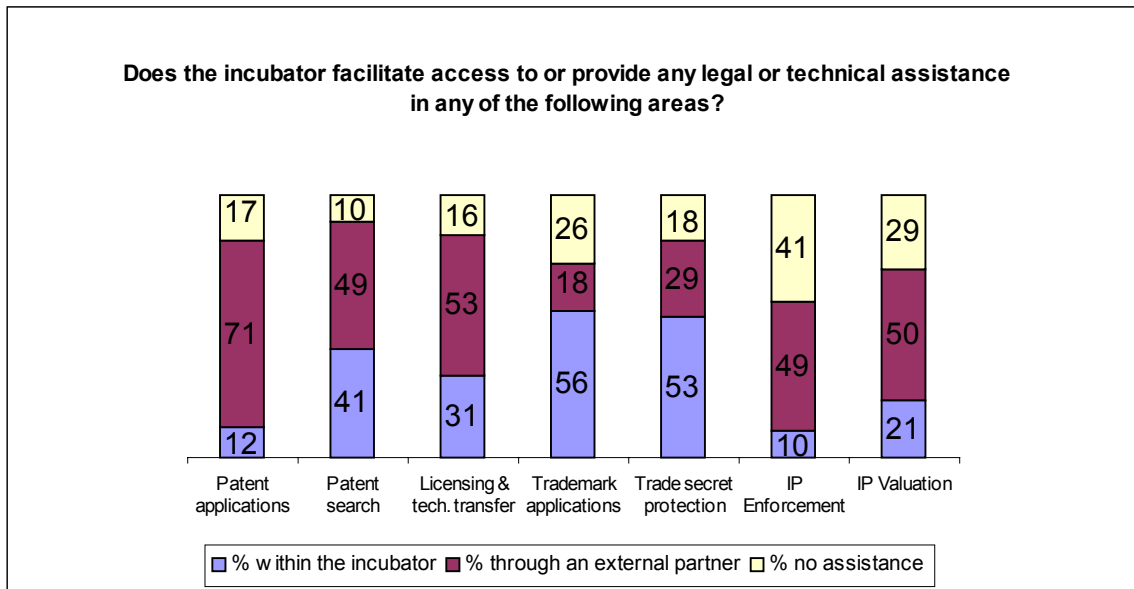 Does the incubator facilitate access to or provide any legal or technical assistance
in any of the following areas?
17 10 16 26 18 41 29
71 49 53 18 29 49 50
12 41 31 56 53 10 21
Patent applications
Patent search
Licensing & tech. transfer
Trademark applications
Trade secret protection
IP Enforcement
IP Valuation
% within the incubator % through an external partner % no assistance